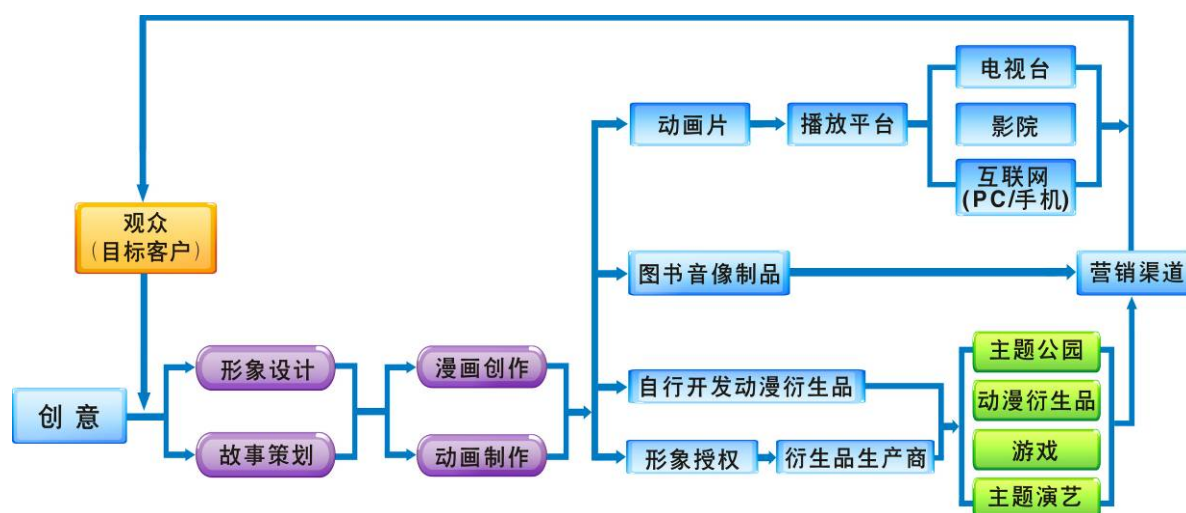 电视台
动画片
播放平台
影院
互联网
(PC/手机)
观众
(目标客户)
图书音像制品
营销渠道
形象设计
漫画创作
主题公园
自行开发动漫衍生品
动漫衍生品
创意
故事策划
动画制作
形象授权
衍生品生产商
游戏
主题演艺